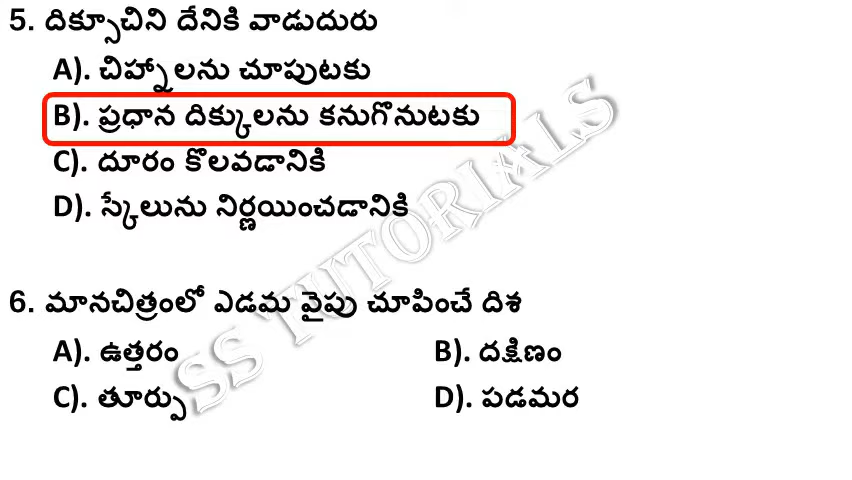 5. దిక్సూచిని దేనికి వాడుదురు
A). చిహ్నాలను చూపుటకు
B). ప్రధాన దిక్కులను కనుగొనుటకు
C). దూరం కొలవడానికి
D). స్కేలును నిర్ణయించడానికి
6. మానచిత్రంలో ఎడమ వైపు చూపించే దిశ
A). ఉత్తరం B). దక్షిణం
C). తూర్పు D). పడమర
SS TUTORIALS